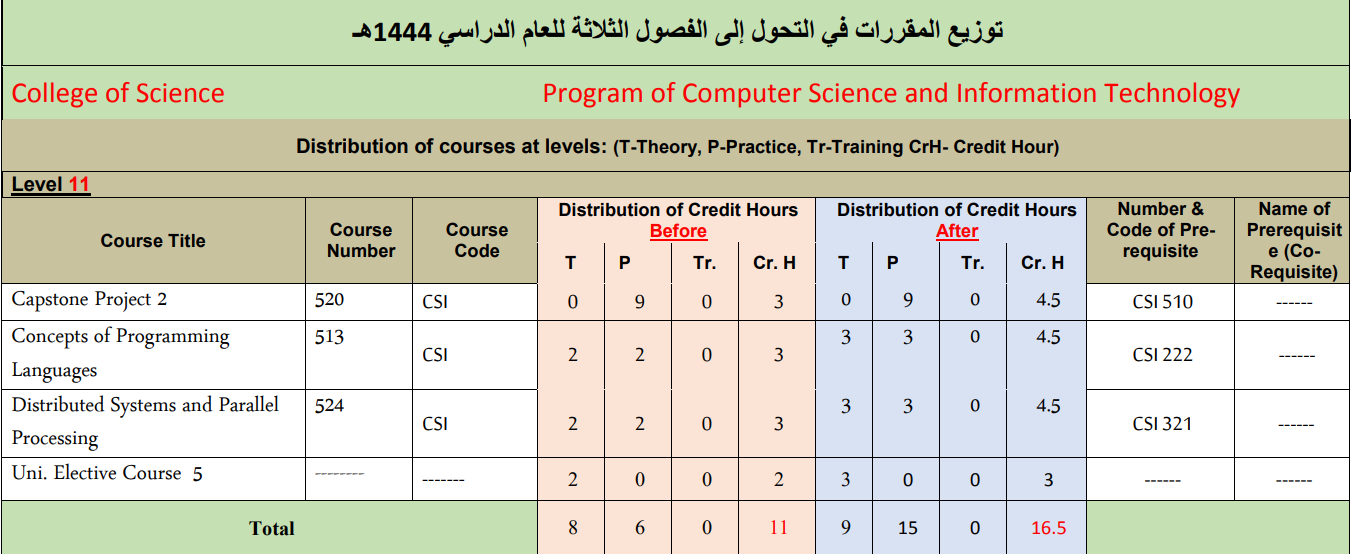 توزيع المقررات في التحول إلى الفصول الثلاثة للعام الدراسي 1444هـ
College of Science Program of Computer Science and Information Technology
Distribution of courses at levels: (T-Theory, P-Practice, Tr-Training CrH- Credit Hour)
Level 11
Course Title
Course
Number
Course
Code
Distribution of Credit Hours
Before
Distribution of Credit Hours
After
Number &
Code of Pre-
requisite
Name of
Prerequisit
e (Co-
Requisite)
T P Tr. Cr. H T P Tr. Cr. H
Capstone Project 2 520 CSI 0 9 0 3 0 9 0 4.5 CSI 510 ------
Concepts of Programming
Languages 513 CSI 2 2 0 3 3 3 0 4.5 CSI 222 ------
Distributed Systems and Parallel
Processing 524 CSI 2 2 0 3 3 3 0 4.5 CSI 321 ------
Uni. Elective Course 5 -------- ------- 2 0 0 2 3 0 0 3 ------ ------
Total 8 6 0 11 9 15 0 16.5